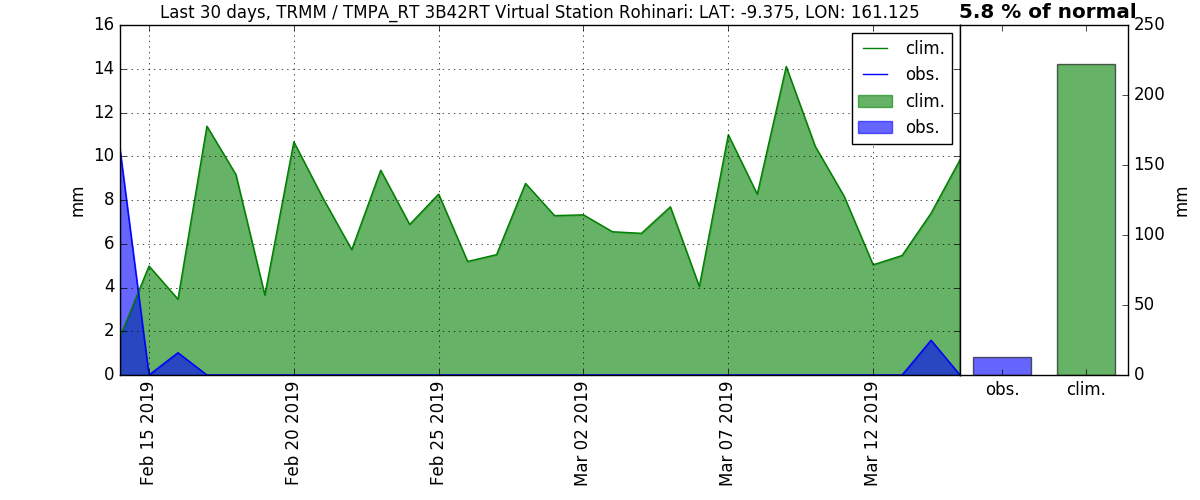 Last 30 days, TRMM / TMPA_RT 3B42RT Virtual Station Rohinari: LAT: -9.375, LON: 161.125
5.8 % of normal
16
14
12
10
8
6
4
2
0
mm
clim.
obs.
clim.
obs.
Feb 15 2019
Feb 20 2019
Feb 25 2019
Mar 02 2019
Mar 07 2019
Mar 12 2019
250
200
150
100
50
0
mm
obs.
clim.